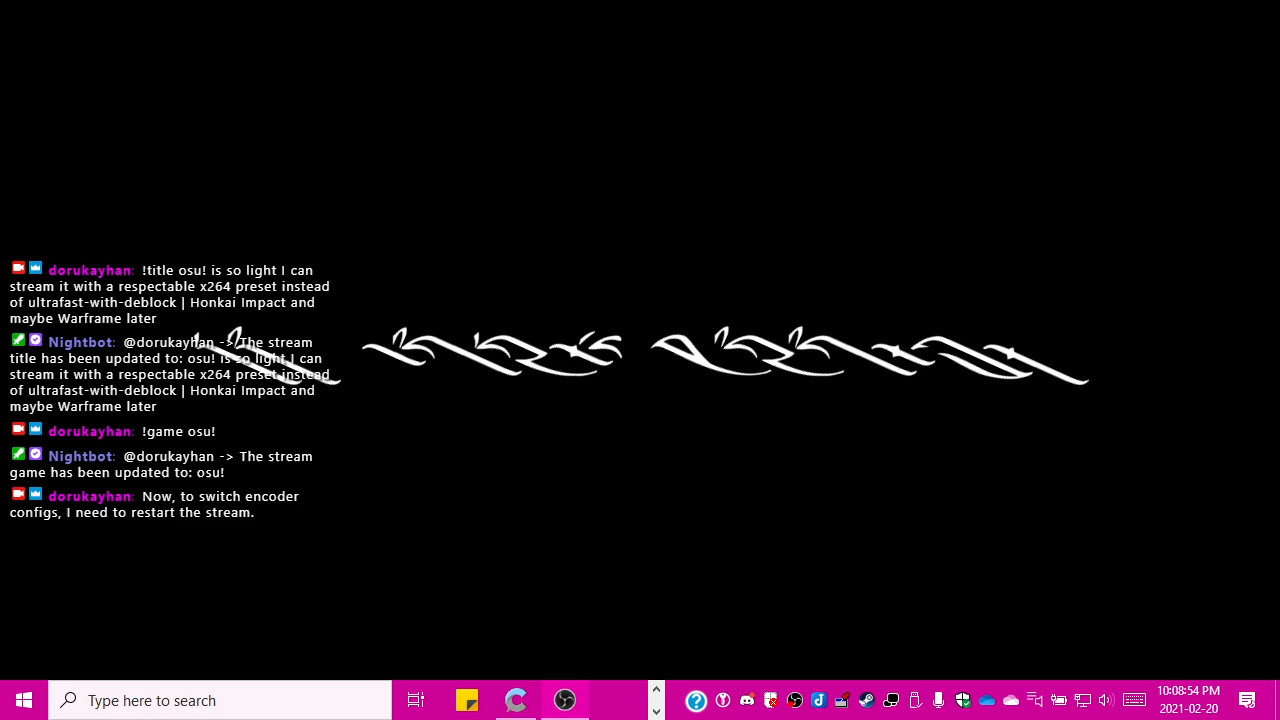 dorukayhan: !title osu! is so light I can
stream it with a respectable x264 preset instead
of ultrafast-with-deblock | Honkai Impact and
maybe Warframe later
Nightbot: @dorukayhan -> The stream
title has been updated to: osu! is so light I can
stream it with a respectable x264 preset instead
of ultrafast-with-deblock | Honkai Impact and
maybe Warframe later
dorukayhan: !game osu!
Nightbot: @dorukayhan -> The stream
game has been updated to: osu!
dorukayhan: Now, to switch encoder
configs, I need to restart the stream.
Type here to search
10:08:54 PM
2021-02-20